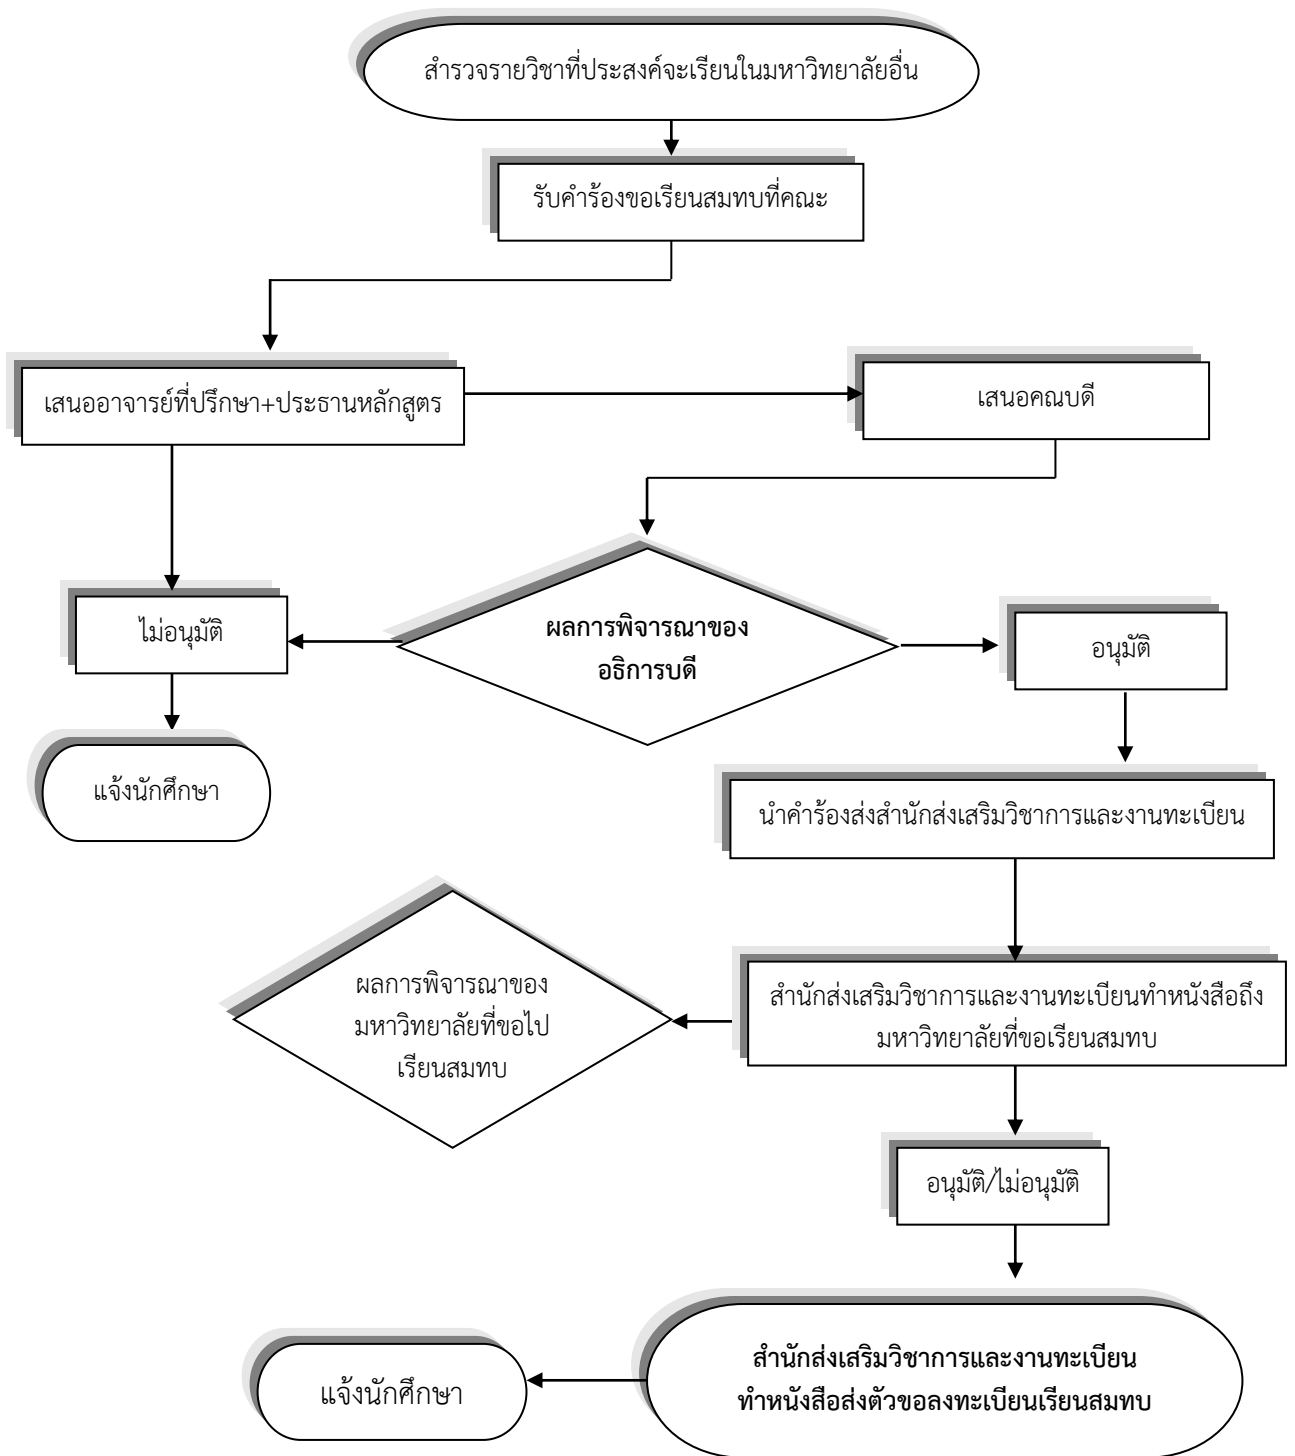 สำรวจรายวิชาที่ประสงค์จะเรียนในมหาวิทยาลัยอื่น
รับคำร้องขอเรียนสมทบที่คณะ
เสนออาจารย์ที่ปรึกษา+ประธานหลักสูตร
เสนอคณบดี
ผลการพิจารณาของ
อธิการบดี
ไม่อนุมัติ
อนุมัติ
แจ้งนักศึกษา
นำคำร้องส่งสำนักส่งเสริมวิชาการและงานทะเบียน
ผลการพิจารณาของ
มหาวิทยาลัยที่ขอไป
เรียนสมทบ
สำนักส่งเสริมวิชาการและงานทะเบียนทำหนังสือถึง
มหาวิทยาลัยที่ขอเรียนสมทบ
อนุมัติ/ไม่อนุมัติ
สำนักส่งเสริมวิชาการและงานทะเบียน
ทำหนังสือส่งตัวขอลงทะเบียนเรียนสมทบ
แจ้งนักศึกษา